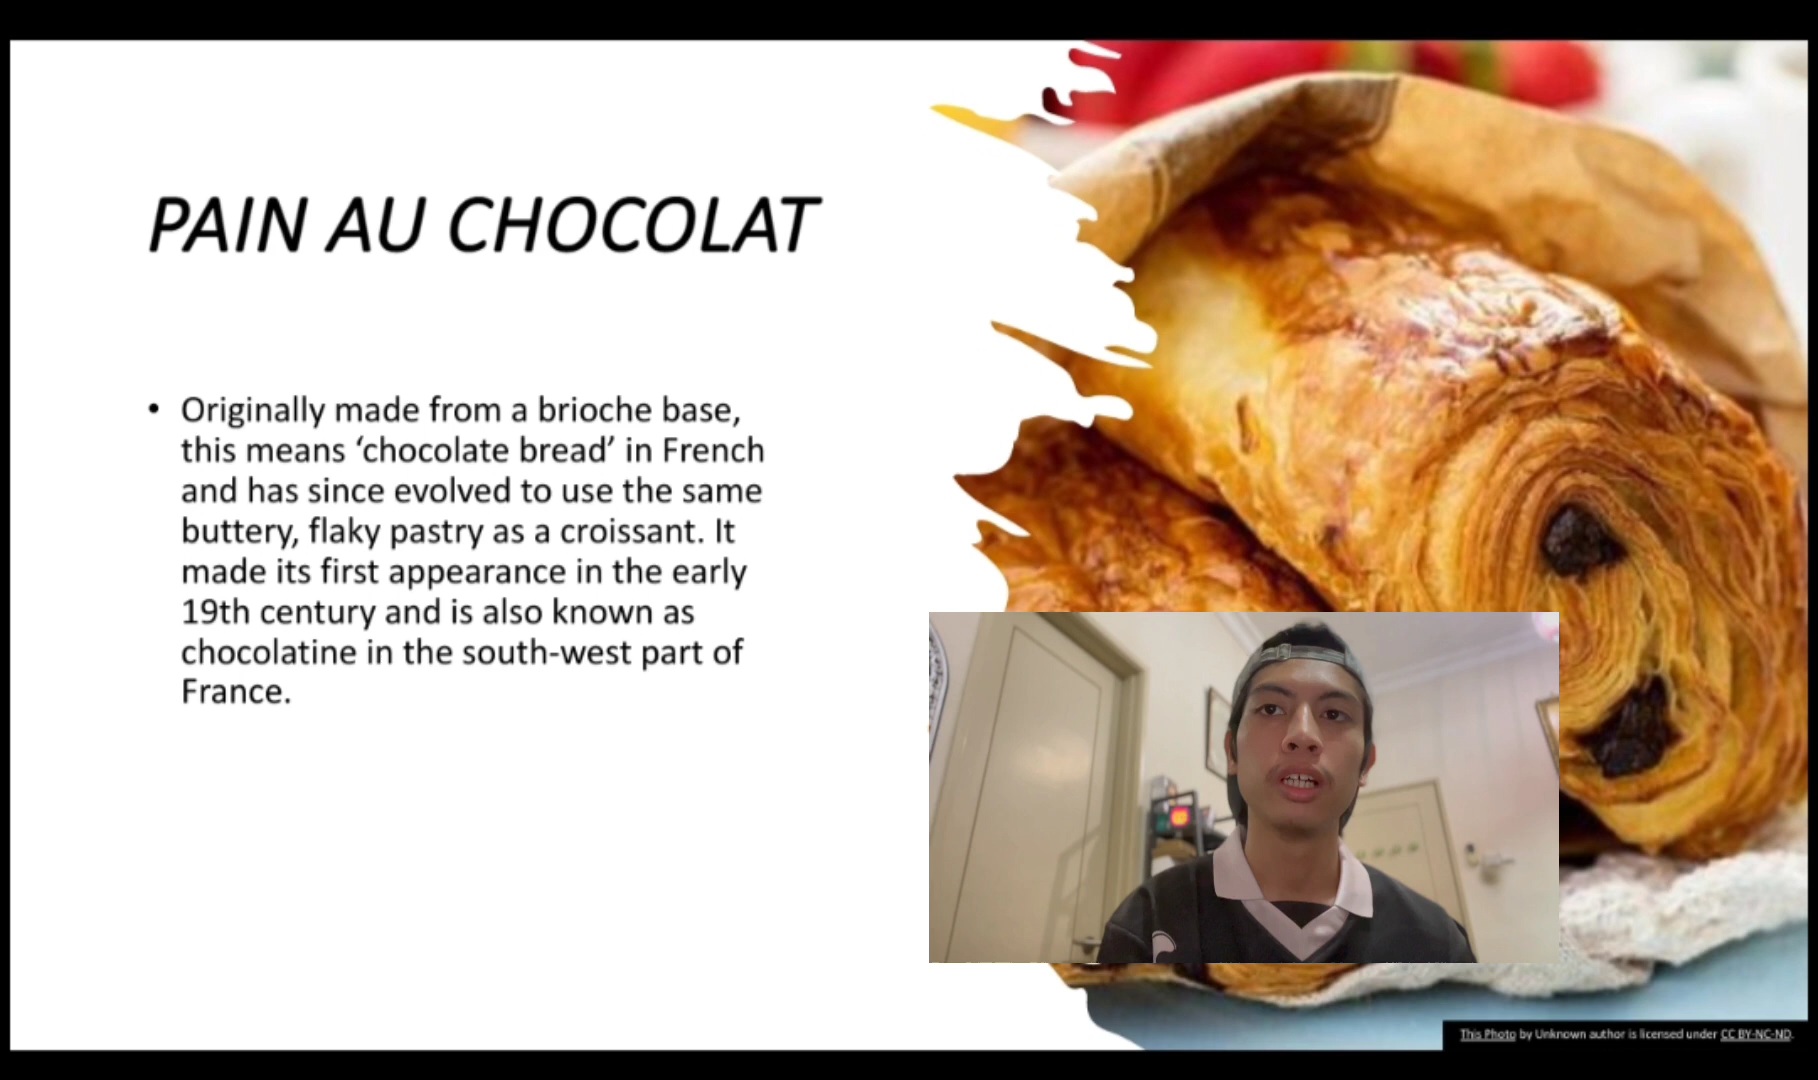 PAIN AU CHOCOLAT
• Originally made from a brioche base,
this means ‘chocolate bread’ in French
and has since evolved to use the same
buttery, flaky pastry as a croissant. It
made its first appearance in the early
19th century and is also known as
chocolatine in the south-west part of
France.
This Photo by Unknown author is licensed under CC BY-NC-ND.